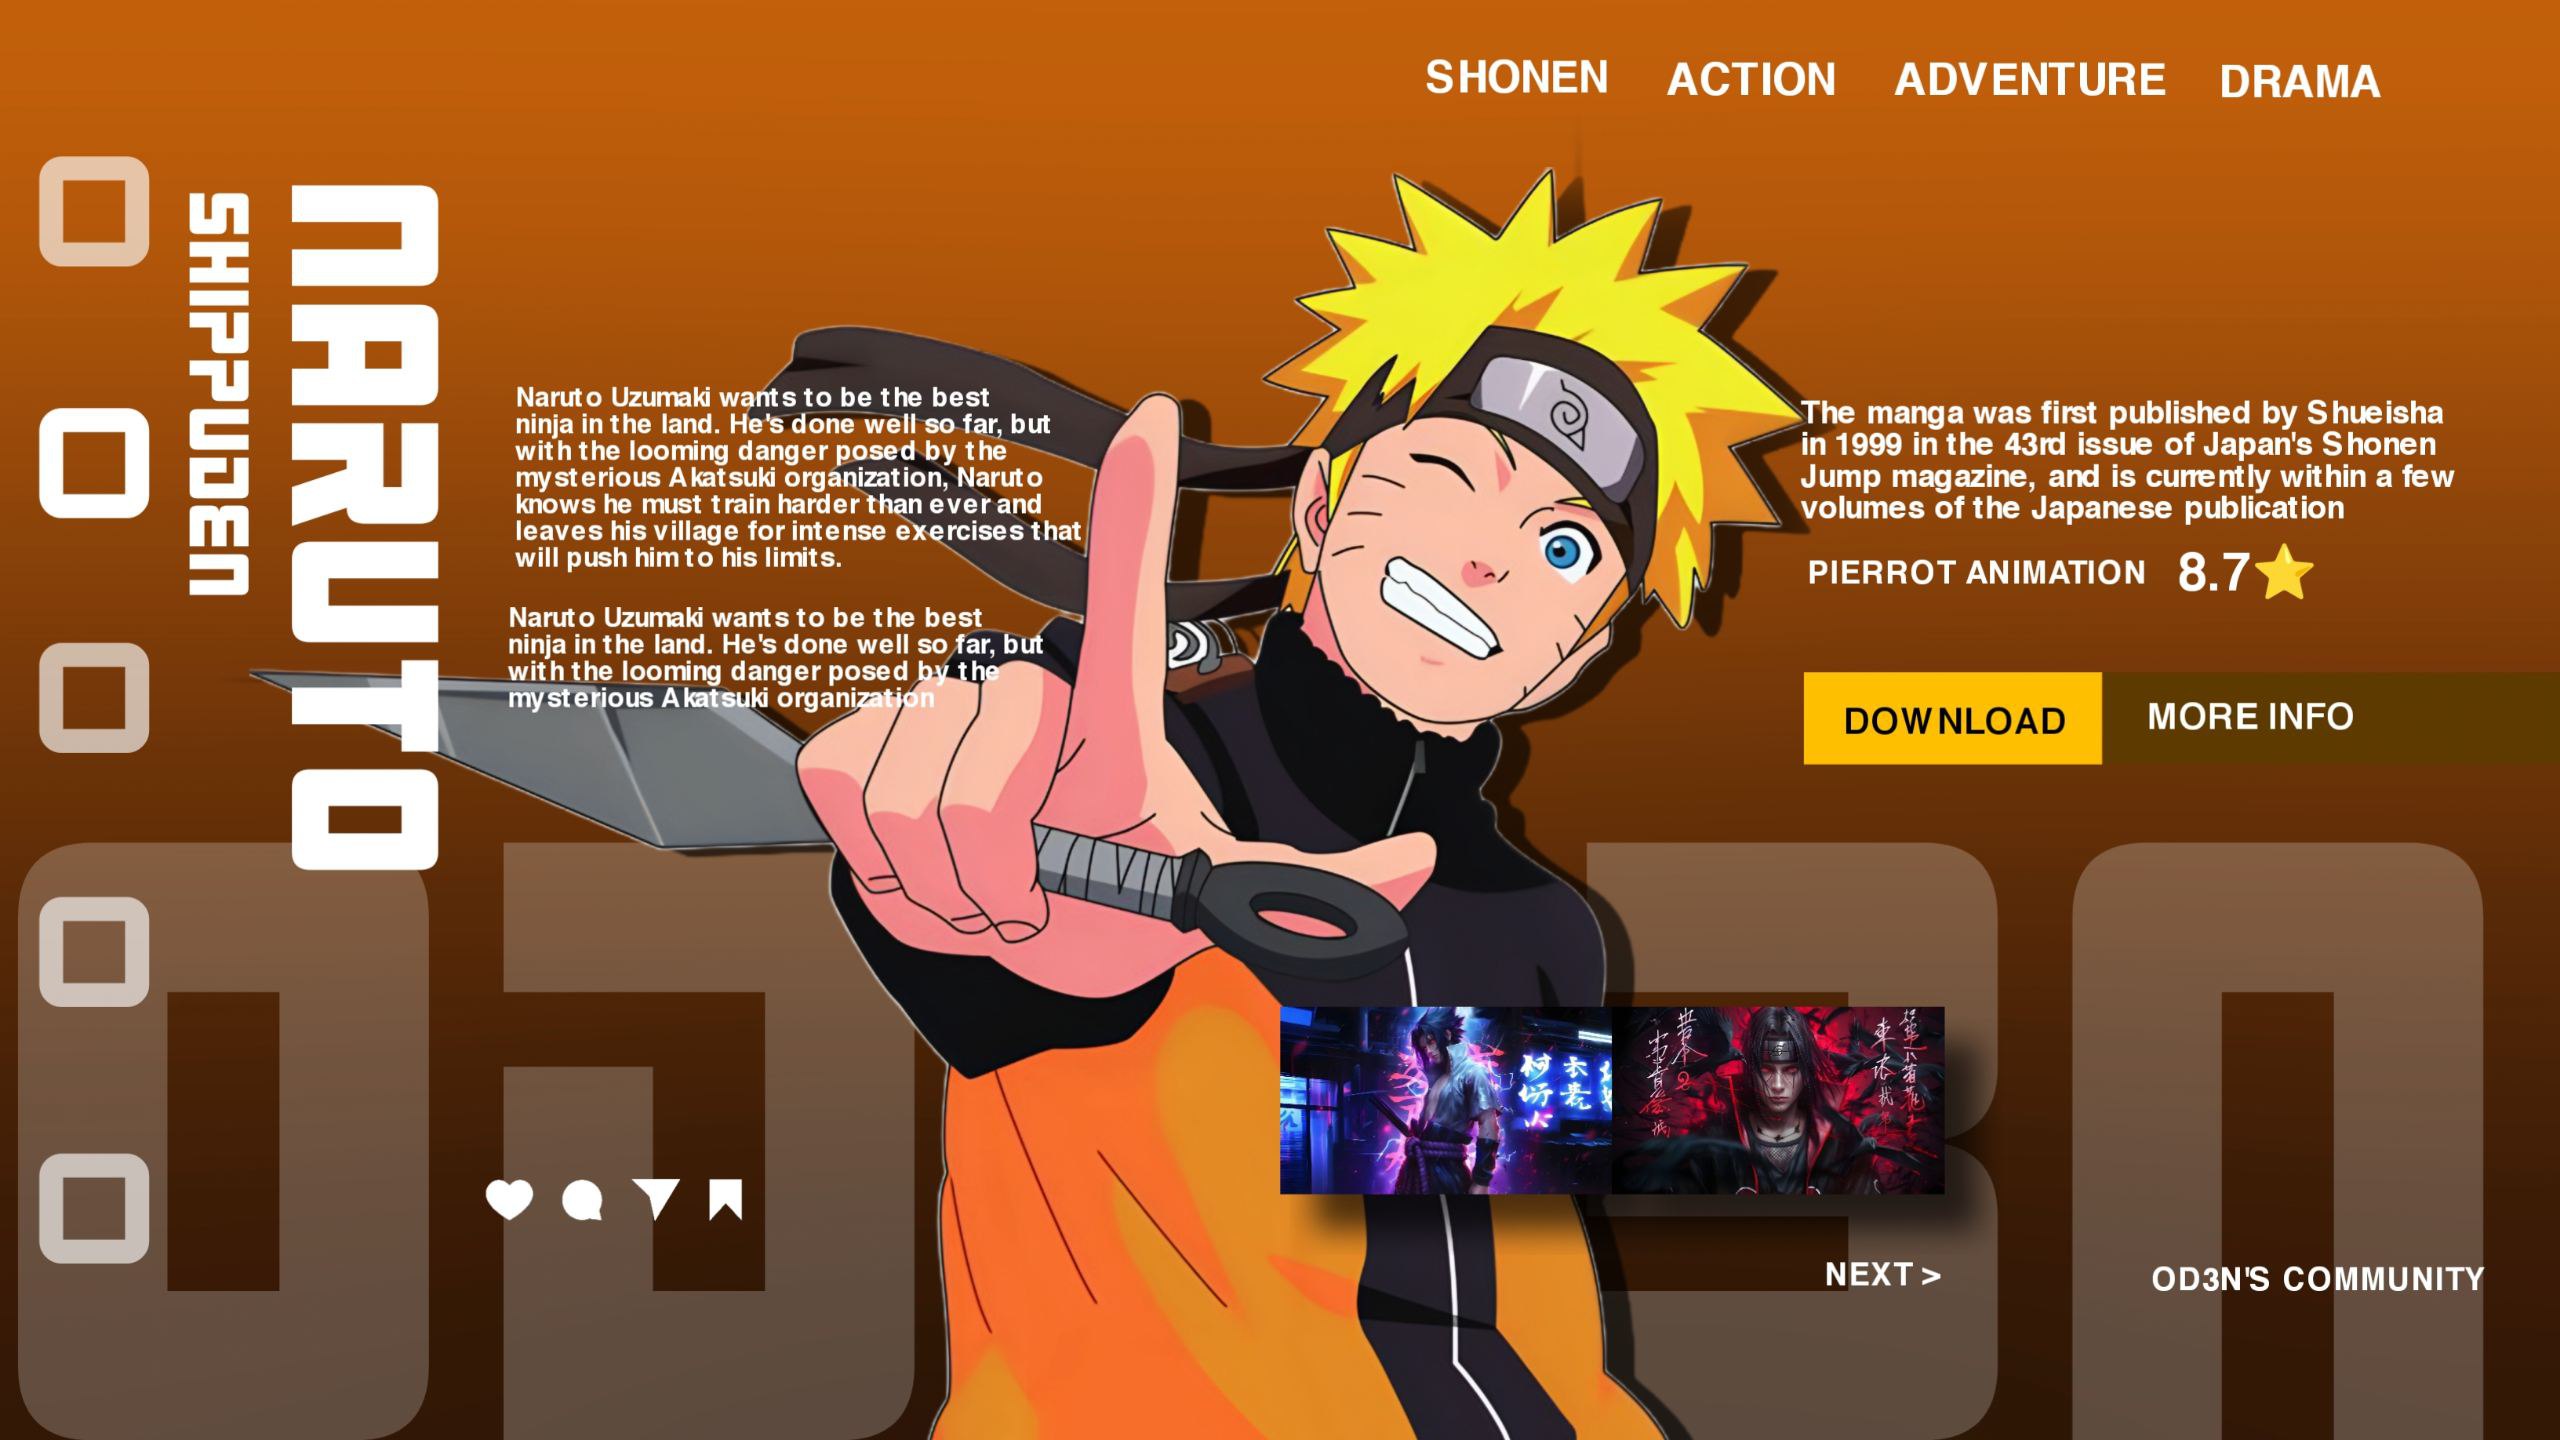 SHONEN ACTION ADVENTURE DRAMA
NARUTO
SHIPPUDEN
Naruto Uzumaki wants to be the best
ninja in the land. He's done well so far, but
with the looming danger posed by the
mysterious Akatsuki organization, Naruto
knows he must train harder than ever and
leaves his village for intense exercises that
will push him to his limits.
Naruto Uzumaki wants to be the best
ninja in the land. He's done well so far, but
with the looming danger posed by the
mysterious Akatsuki organization
The manga was first published by Shueisha
in 1999 in the 43rd issue of Japan's Shonen
Jump magazine, and is currently within a few
volumes of the Japanese publication
PIERROT ANIMATION 8.7⭐
DOWNLOAD MORE INFO
NEXT >
OD3N'S COMMUNITY